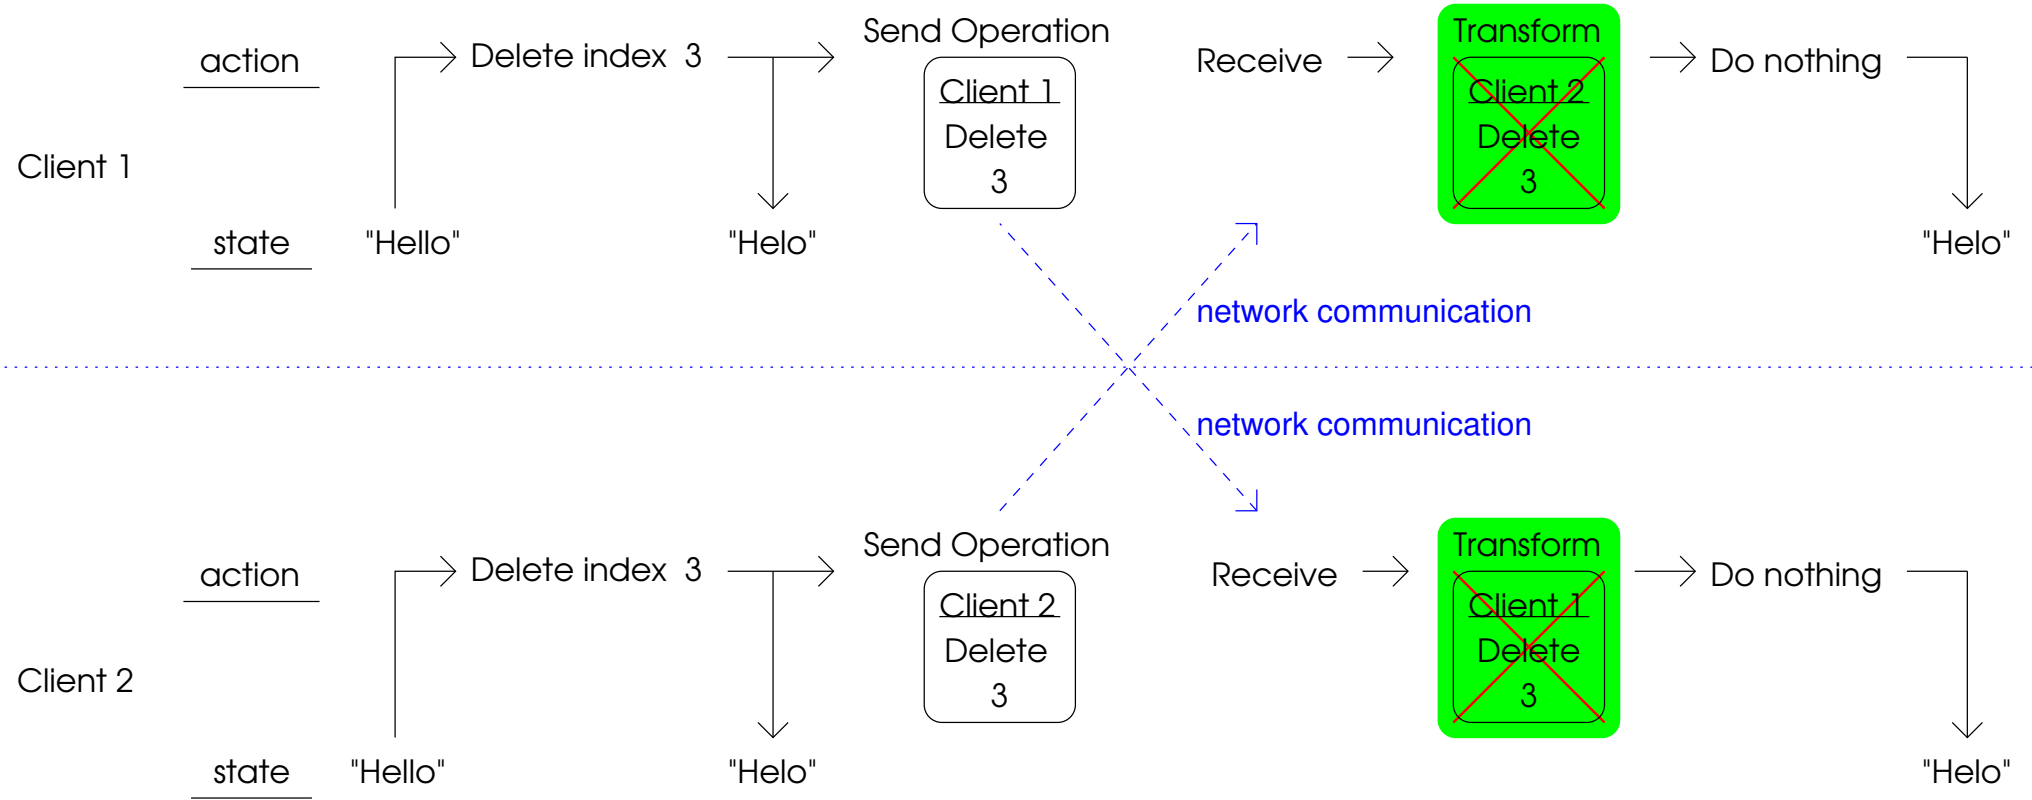 action
Delete index 3
Send Operation
Receive
Transform
Do nothing
Client 1
Client 1
Delete
3
Client 2
Delete
3
state
"Hello"
"Helo"
"Helo"
network communication
network communication
action
Delete index 3
Send Operation
Receive
Transform
Do nothing
Client 2
Client 2
Delete
3
Client 1
Delete
3
state
"Hello"
"Helo"
"Helo"